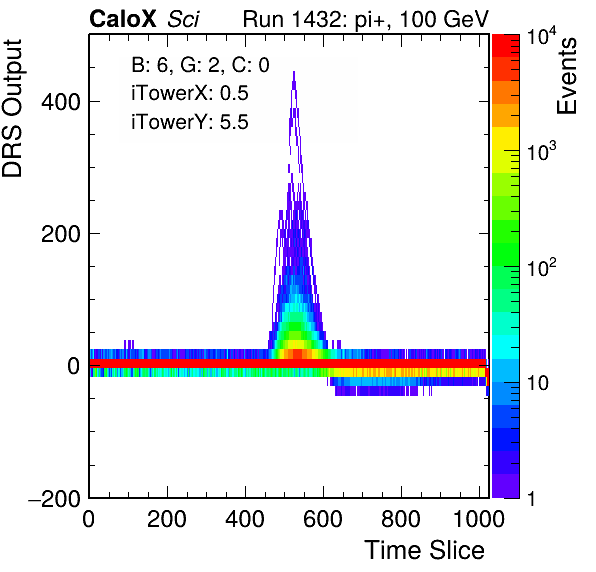 CaloX Sci Run 1432: pi+, 100 GeV
B: 6, G: 2, C: 0
iTowerX: 0.5
iTowerY: 5.5
DRS Output
Events
400
200
0
−200
0 200 400 600 800 1000
Time Slice
10^4
10^3
10^2
10
1